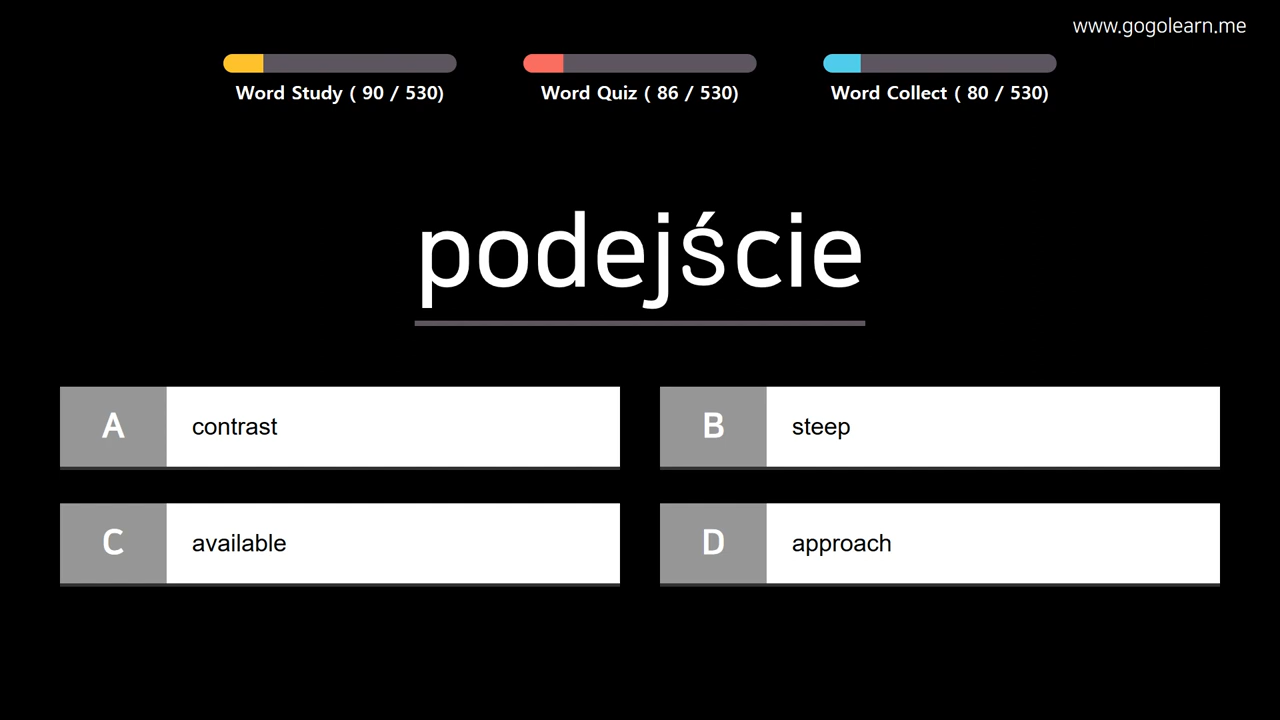 www.gogolearn.me
Word Study ( 90 / 530)
Word Quiz ( 86 / 530)
Word Collect ( 80 / 530)
podejście
A contrast
B steep
C available
D approach